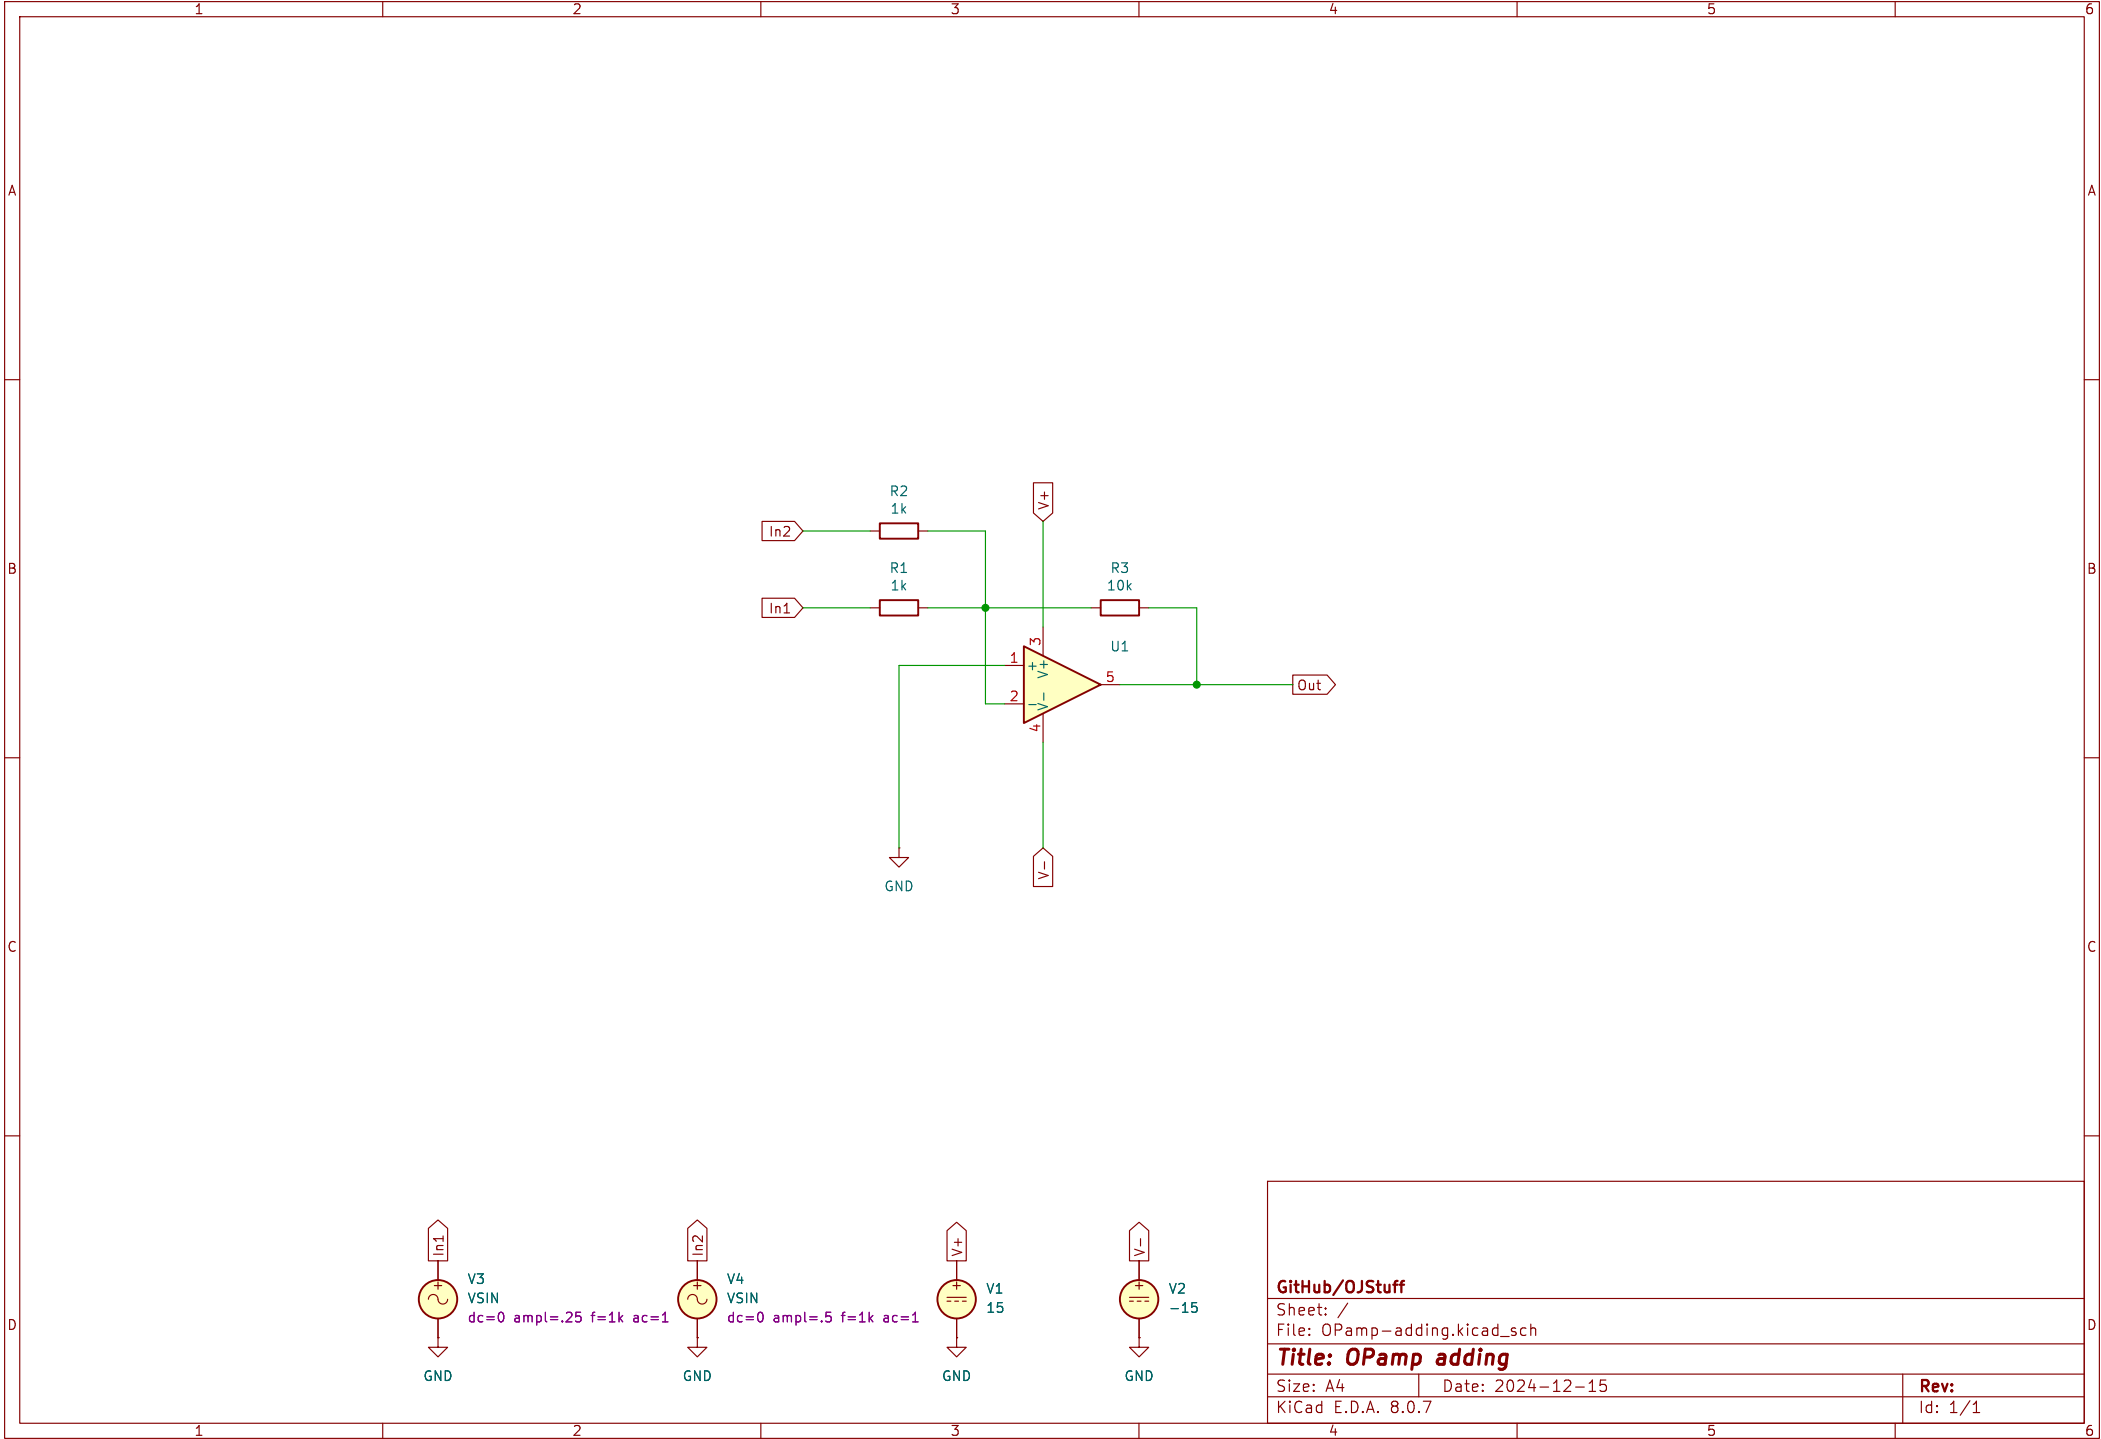 1 2 3 4 5 6
A A
R2
1k
V+
In2
B B
R1
1k
R3
10k
In1
U1
3
1
+
V+
5
Out
2
−
V−
4
V−
GND
C C
In1
In2
V+
V−
V3
VSIN
dc=0 ampl=.25 f=1k ac=1
+
GND
V4
VSIN
dc=0 ampl=.5 f=1k ac=1
+
GND
V1
15
+
GND
V2
−15
+
GND
D D
GitHub/OJStuff
Sheet: /
File: OPamp-adding.kicad_sch
Title: OPamp adding
Size: A4 Date: 2024-12-15 Rev:
KiCad E.D.A. 8.0.7 Id: 1/1
1 2 3 4 5 6